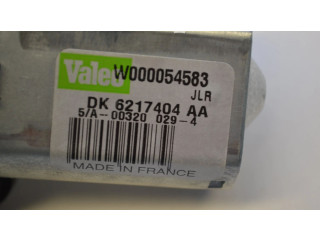 Valeo W000054583
JLR
DK 6217404 AA
5/A-00320 029-4
MADE IN FRANCE